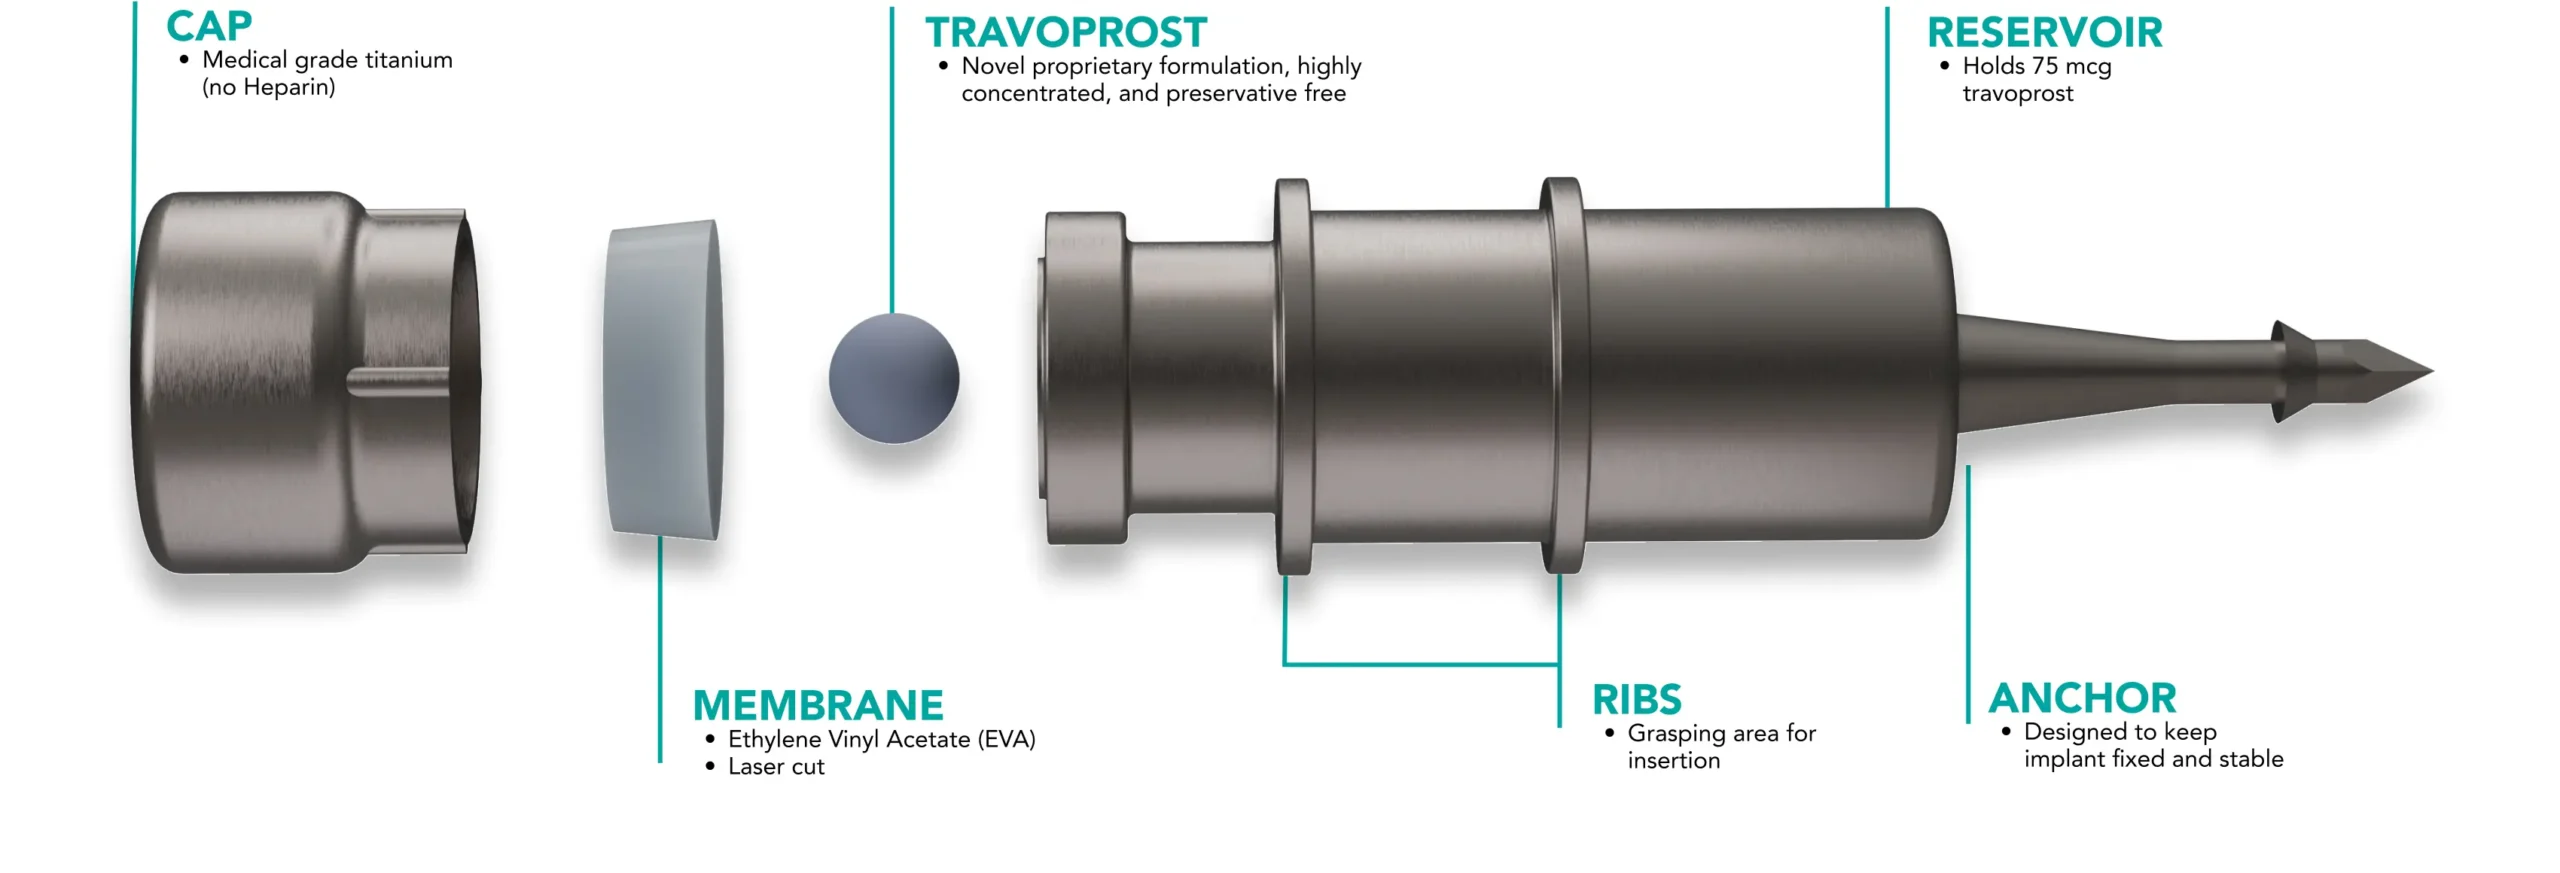 CAP
• Medical grade titanium
(no Heparin)
TRAVOPROST
• Novel proprietary formulation, highly
concentrated, and preservative free
RESERVOIR
• Holds 75 mcg
travoprost
MEMBRANE
• Ethylene Vinyl Acetate (EVA)
• Laser cut
RIBS
• Grasping area for
insertion
ANCHOR
• Designed to keep
implant fixed and stable